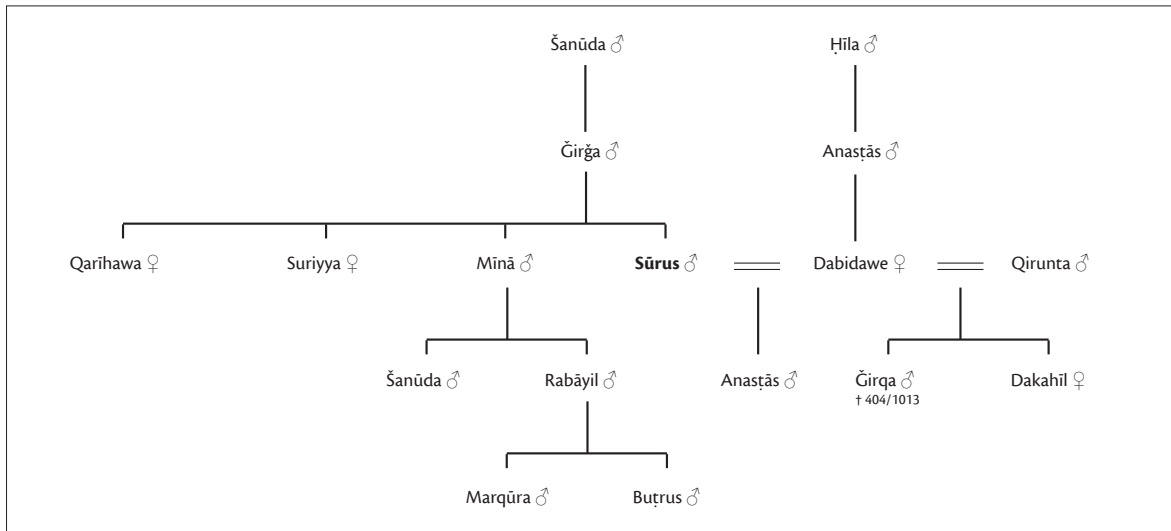 Šanūda ♂ Ḥīla ♂
Ǧirǧa ♂ Anasṭās ♂
Qarīhawa ♀ Suriyya ♀ Mīnā ♂ Sūrus ♂ Dabidawe ♀ Qirunta ♂
Šanūda ♂ Rabāyil ♂ Anasṭās ♂ Ǧirqa ♂ Dakahīl ♀
† 404/1013
Marqūra ♂ Buṭrus ♂